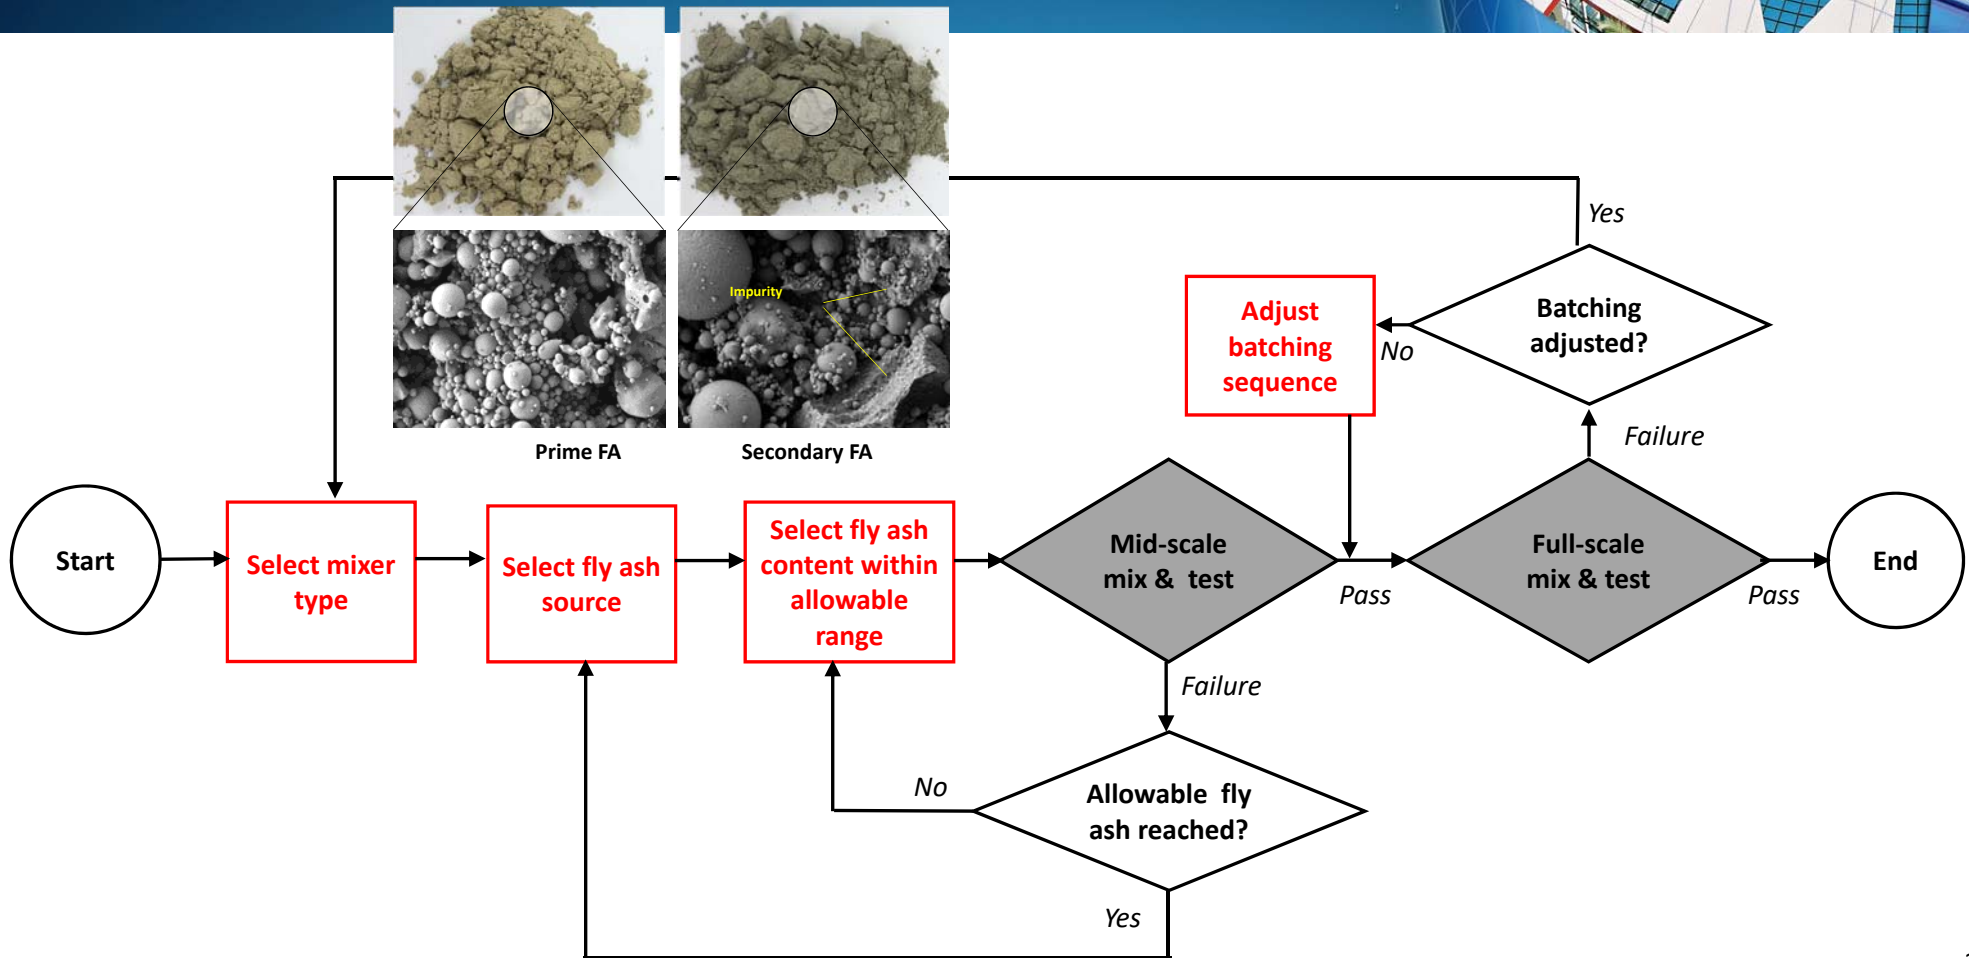 Impurity
Prime FA
Secondary FA
Yes
Adjust
batching
sequence
No
Batching
adjusted?
Failure
Start
Select mixer
type
Select fly ash
source
Select fly ash
content within
allowable
range
Mid-scale
mix & test
Pass
Full-scale
mix & test
Pass
End
Failure
No
Allowable fly
ash reached?
Yes